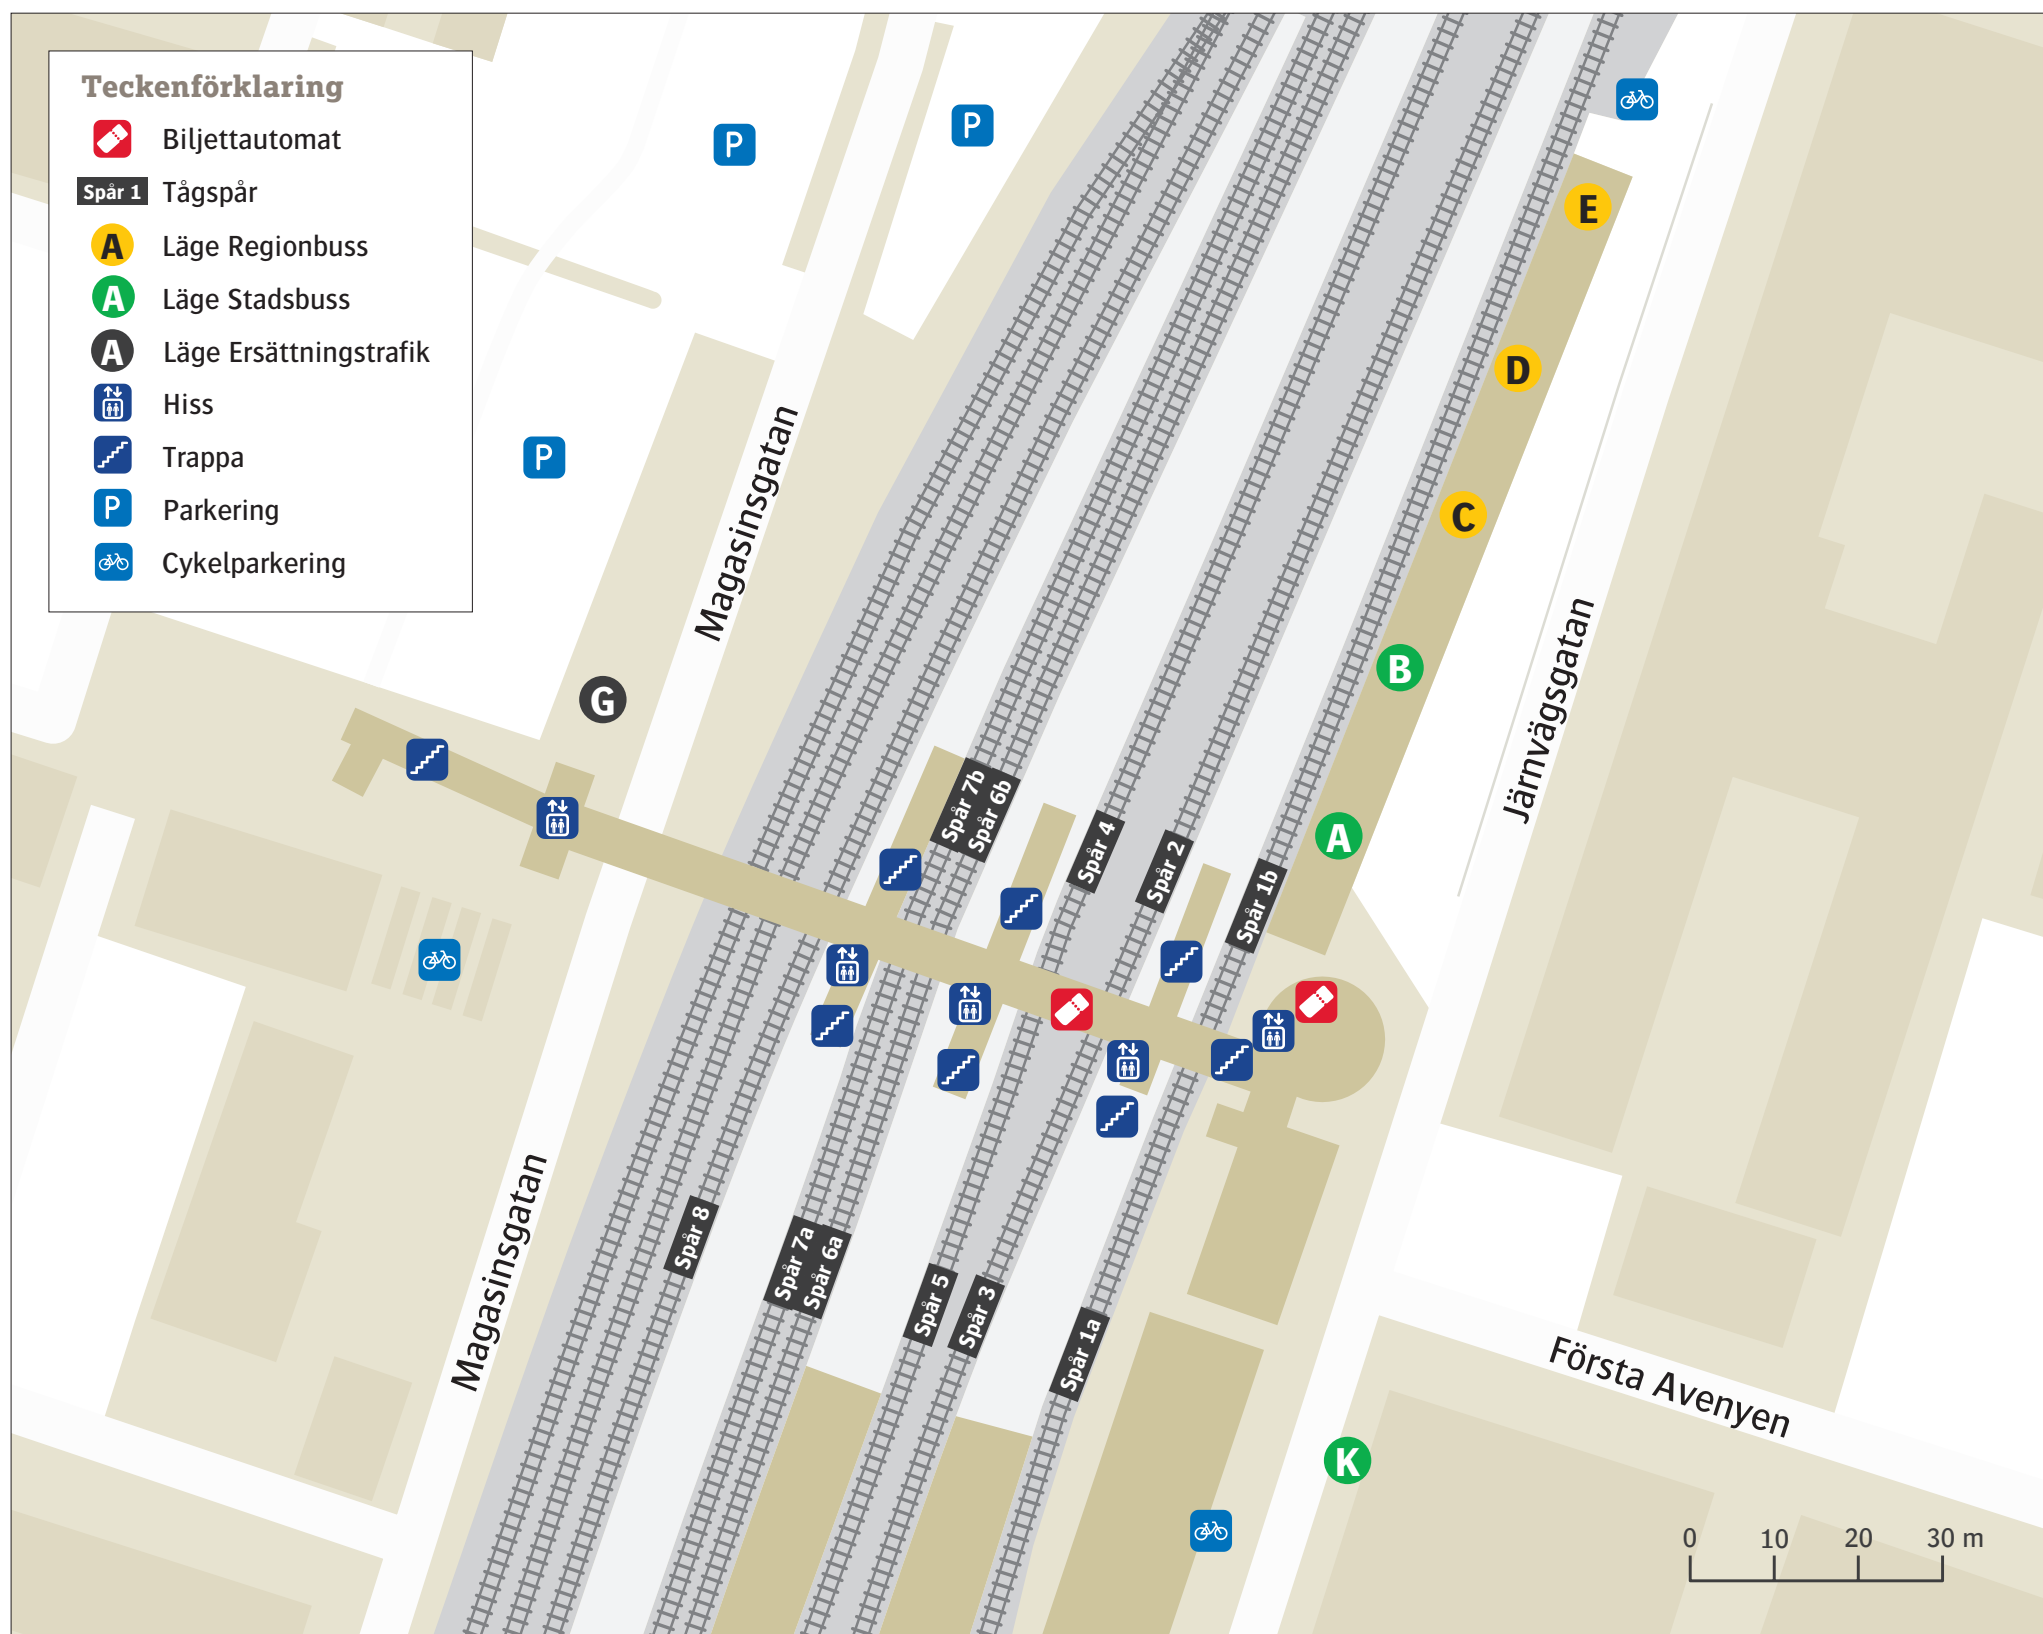 Teckenförklaring
Biljettautomat
Spår 1 Tågspår
A Läge Regionbuss
A Läge Stadsbuss
A Läge Ersättningstrafik
Hiss
Trappa
P Parkering
Cykelparkering
P
P
P
E
D
C
B
A
G
K
Magasinsgatan
Magasinsgatan
Järnvägsgatan
Första Avenyen
Spår 7b
Spår 6b
Spår 4
Spår 2
Spår 1b
Spår 8
Spår 7a
Spår 6a
Spår 5
Spår 3
Spår 1a
0 10 20 30 m